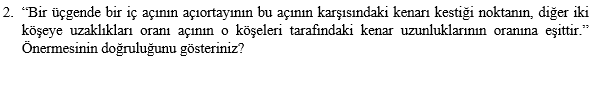 2. “Bir üçgende bir iç açının açıortayının bu açının karşısındaki kenarı kestiği noktanın, diğer iki
köşeye uzaklıkları oranı açının o köşeleri tarafındaki kenar uzunluklarının oranına eşittir.”
Önermesinin doğruluğunu gösteriniz?